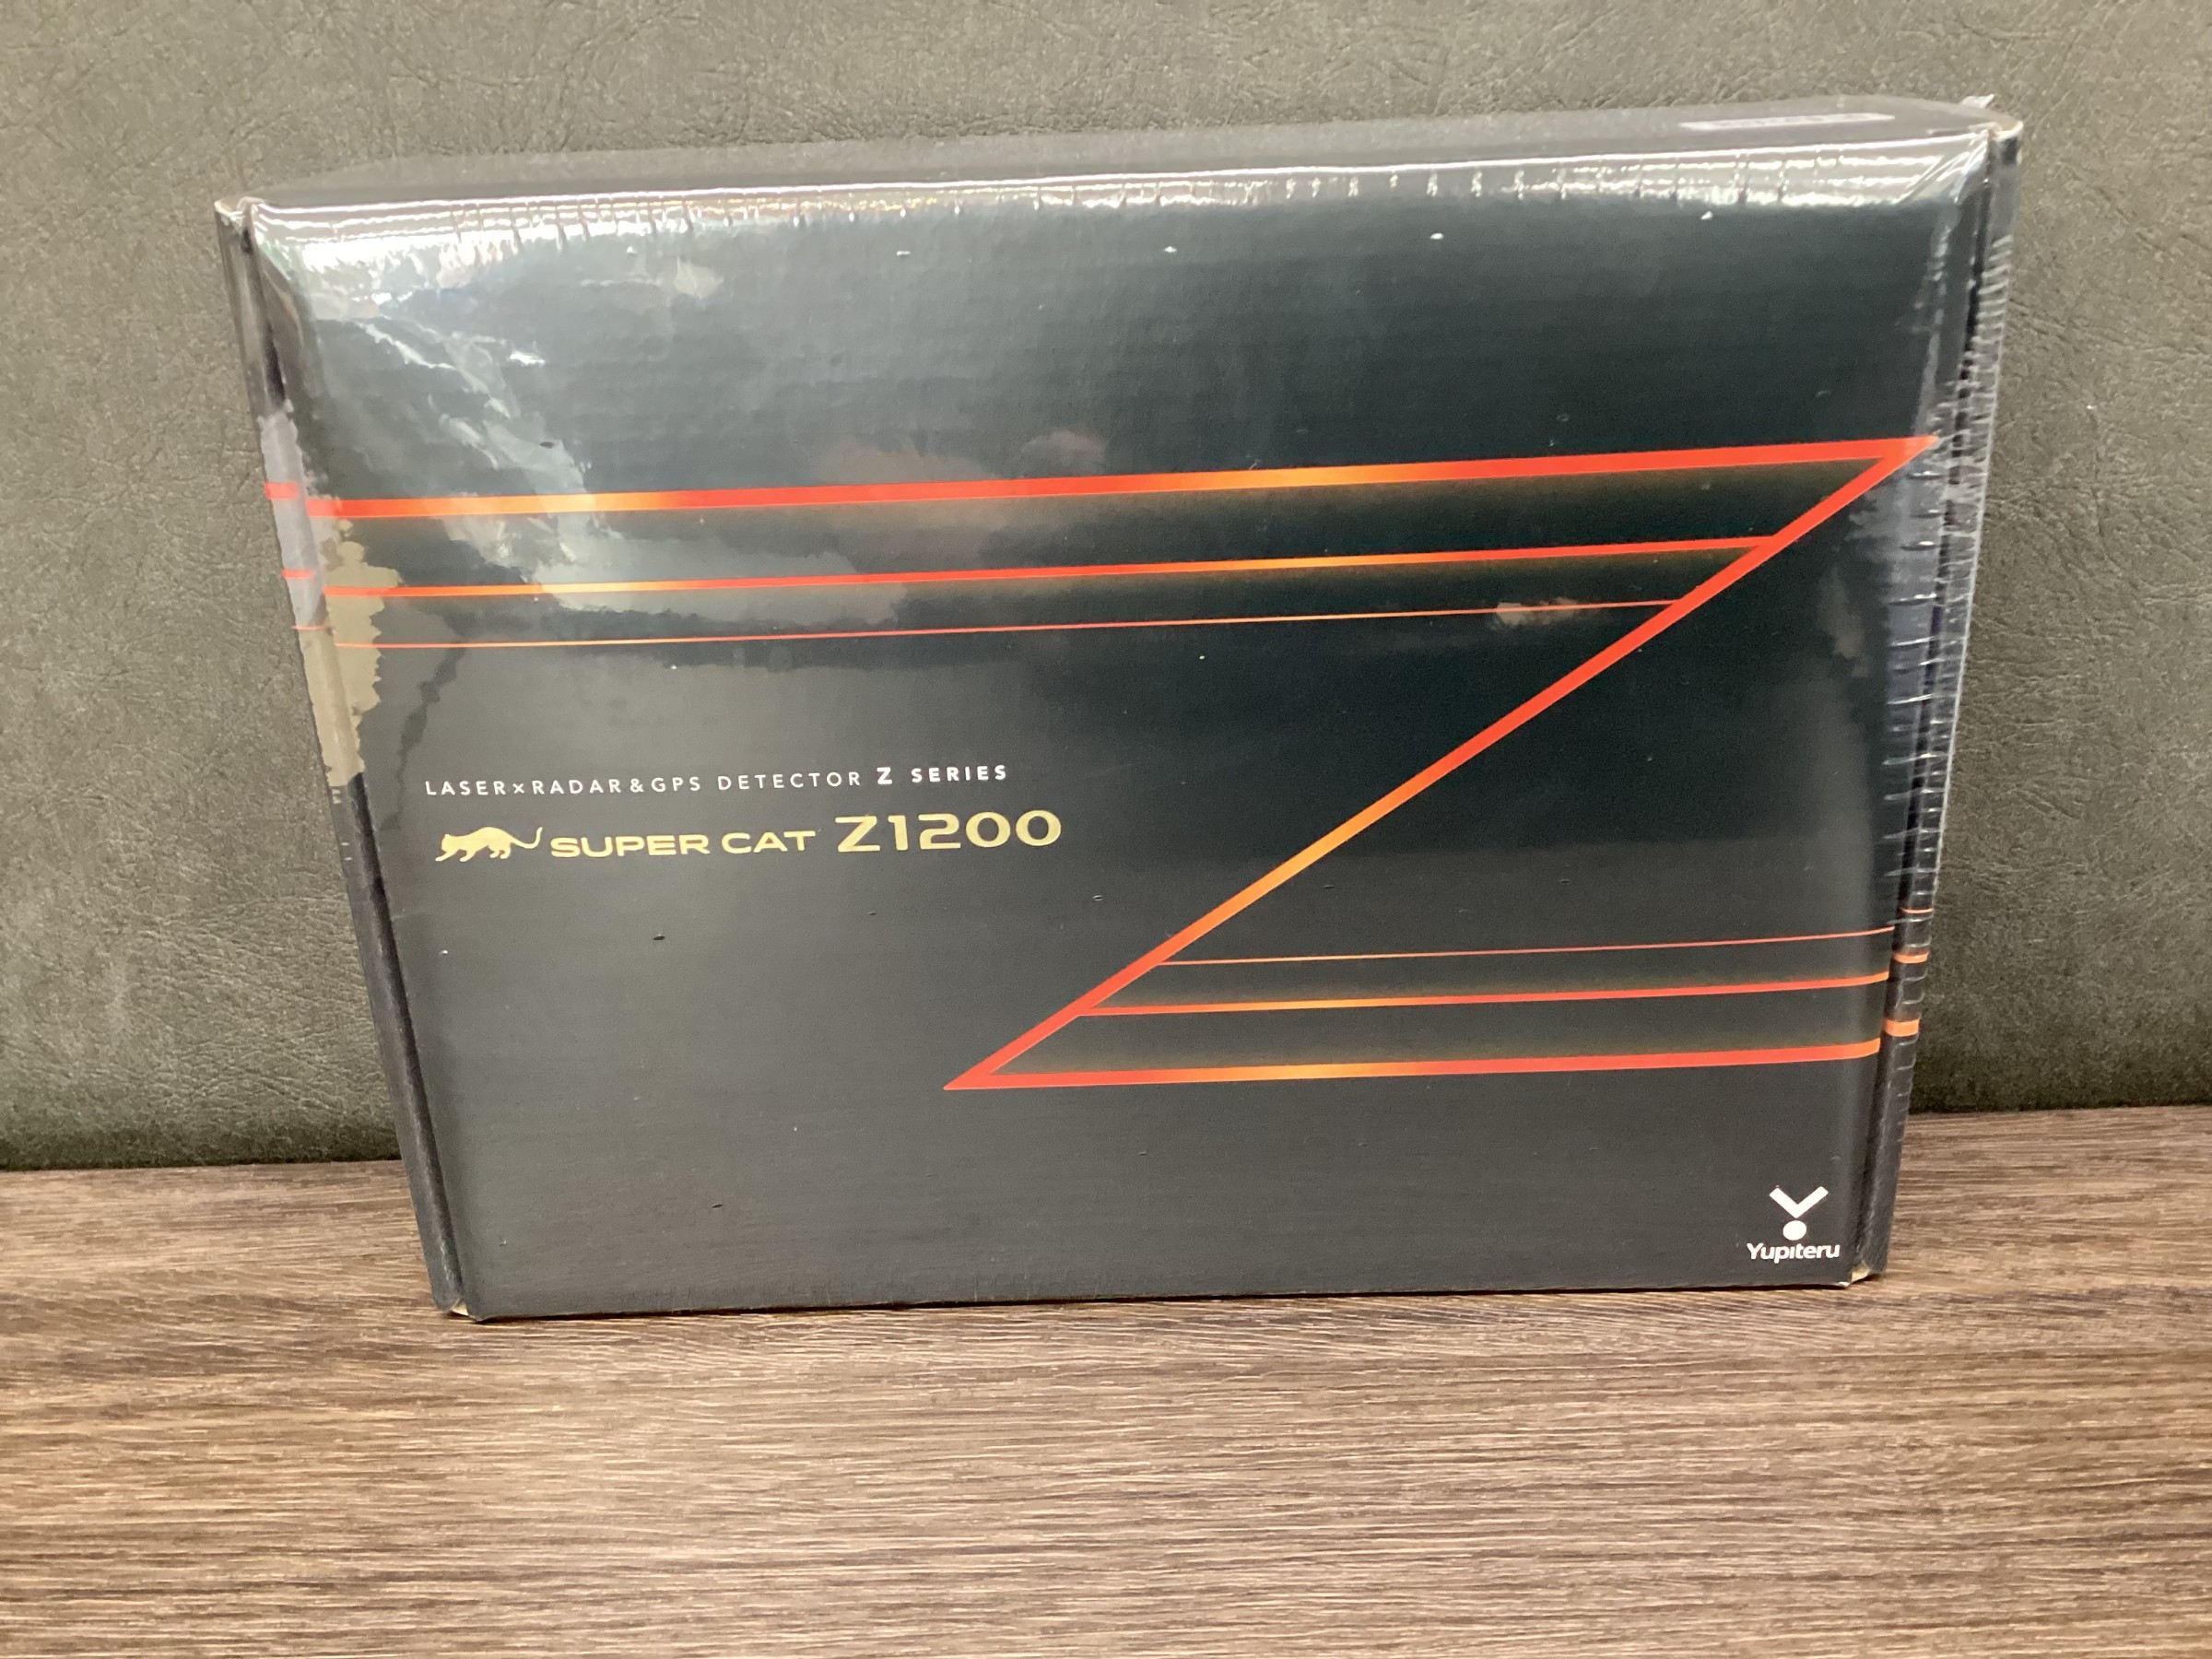 LASER×RADAR&GPS DETECTOR Z SERIES
SUPER CAT Z1200
Yupiteru